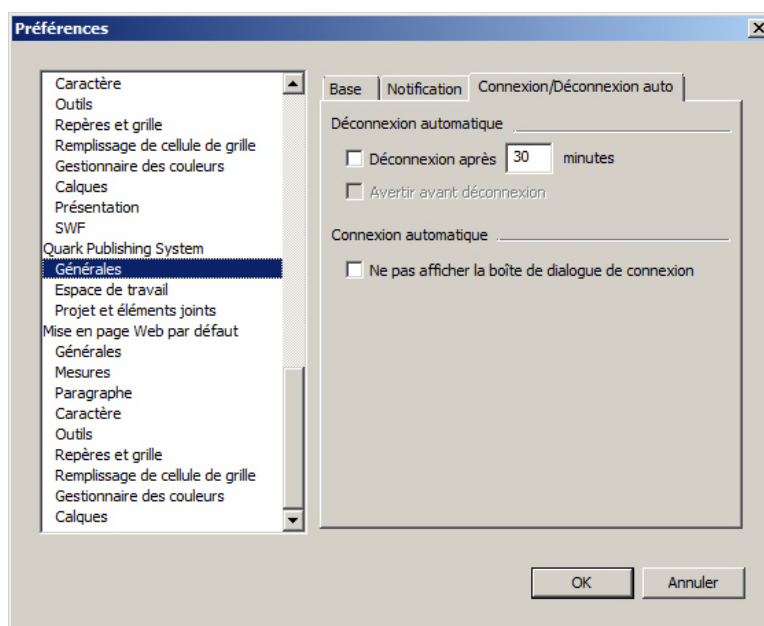 Préférences
Caractère
Outils
Repères et grille
Remplissage de cellule de grille
Gestionnaire des couleurs
Calques
Présentation
SWF
Quark Publishing System
Générales
Espace de travail
Projet et éléments joints
Mise en page Web par défaut
Générales
Mesures
Paragraphe
Caractère
Outils
Repères et grille
Remplissage de cellule de grille
Gestionnaire des couleurs
Calques
Base Notification Connexion/Déconnexion auto
Déconnexion automatique
Déconnexion après 30 minutes
Avertir avant déconnexion
Connexion automatique
Ne pas afficher la boîte de dialogue de connexion
OK Annuler